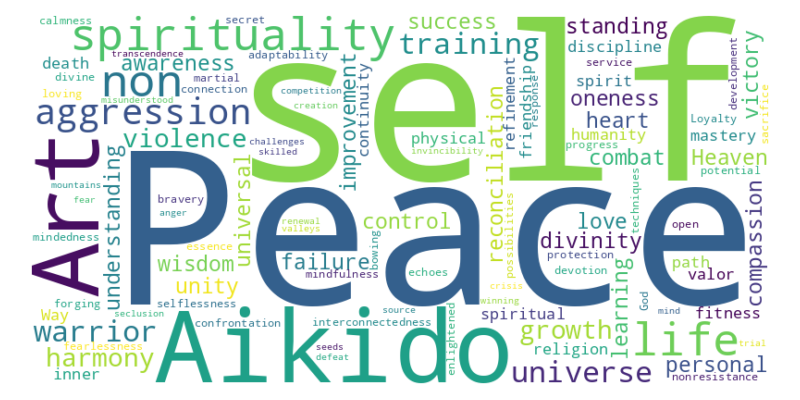 calmness
secret
spirituality
success
standing
transcendence
training
discipline
death
awareness
adaptability
service
divine
martial
connection
non
self
victory
development
spirit
loving
misunderstood
competition
creation
oneness
aggression
improvement
continuity
refinement
friendship
response
heart
Loyalty
sacrifice
humanity
mastery
violence
challenges
skilled
physical
invincibility
progress
combat
Heaven
potential
Art
understanding
universal
reconciliation
possibilities
techniques
compassion
mountains
fear
bravery
anger
Peace
love
open
mindedness
renewal
valleys
control
divinity
essence
wisdom
failure
bowing
echoes
protection
path
valor
mindfulness
devotion
unity
forging
selflessness
crisis
God
mind
Way
seclusion
source
winning
spiritual
learning
fitness
warrior
confrontation
interconnectedness
growth
life
trial
fearlessness
Aikido
enlightened
harmony
seeds
defeat
religion
personal
inner
universe
nonresistance